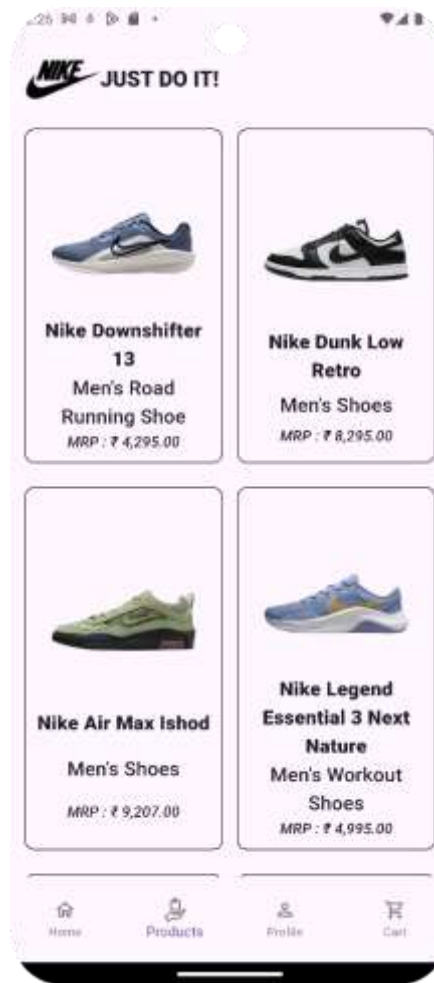 :26
NIKE
JUST DO IT!
Nike Downshifter
13
Men's Road
Running Shoe
MRP : ₹ 4,295.00
Nike Dunk Low
Retro
Men's Shoes
MRP : ₹ 8,295.00
Nike Air Max Ishod
Men's Shoes
MRP : ₹ 9,207.00
Nike Legend
Essential 3 Next
Nature
Men's Workout
Shoes
MRP : ₹ 4,995.00
Home
Products
Profile
Cart